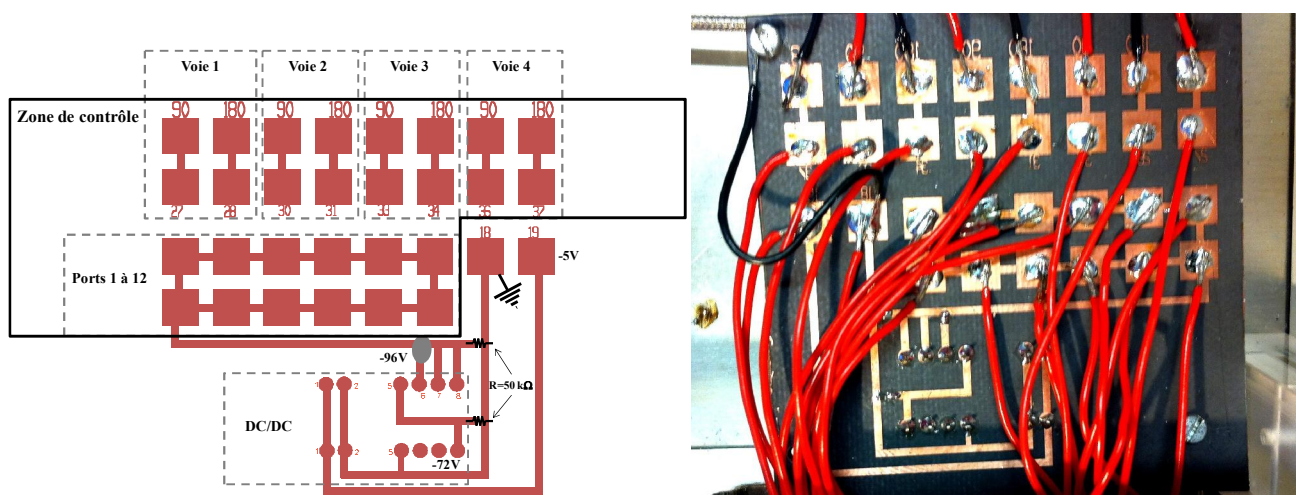 Voie 1 Voie 2 Voie 3 Voie 4
90 180 90 180 90 180 90 180
Zone de contrôle
27 28 30 31 33 34 36 37
18 19
-5V
Ports 1 à 12
-96V
R=50 kΩ
1 2 5 6 7 8
DC/DC
1 2 5
-72V